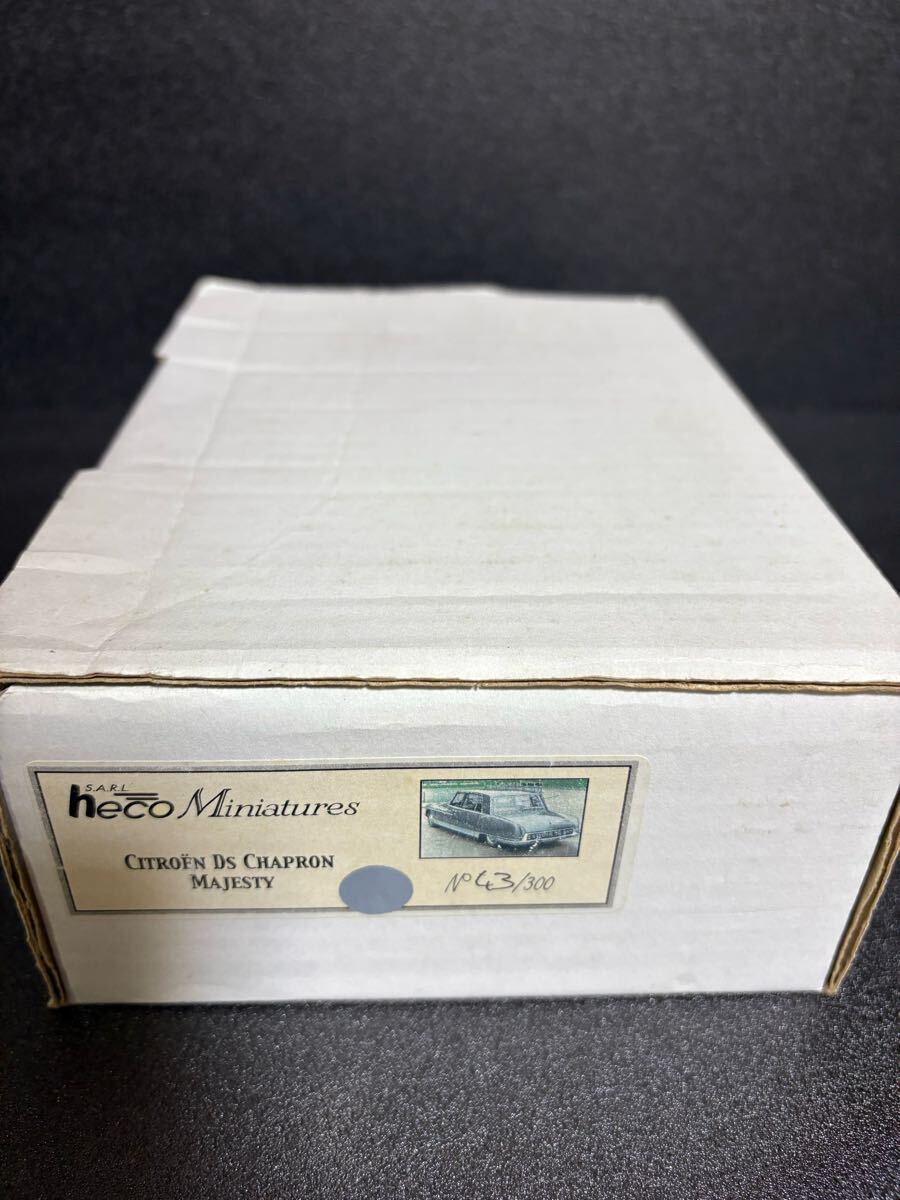 S.A.R.L.
heco Miniatures
CITROËN DS CHAPRON
MAJESTY
N° 43/300